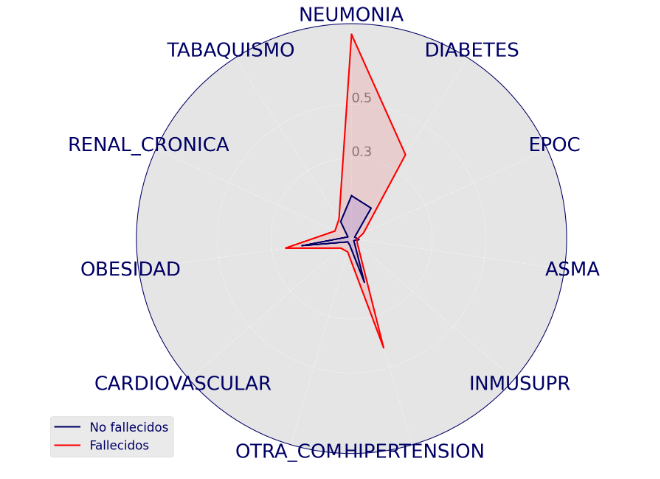 NEUMONIA
TABAQUISMO
DIABETES
0.5
0.3
RENAL_CRONICA
EPOC
OBESIDAD
ASMA
CARDIOVASCULAR
INMUSUPR
No fallecidos
Fallecidos
OTRA_COMHIPERTENSION